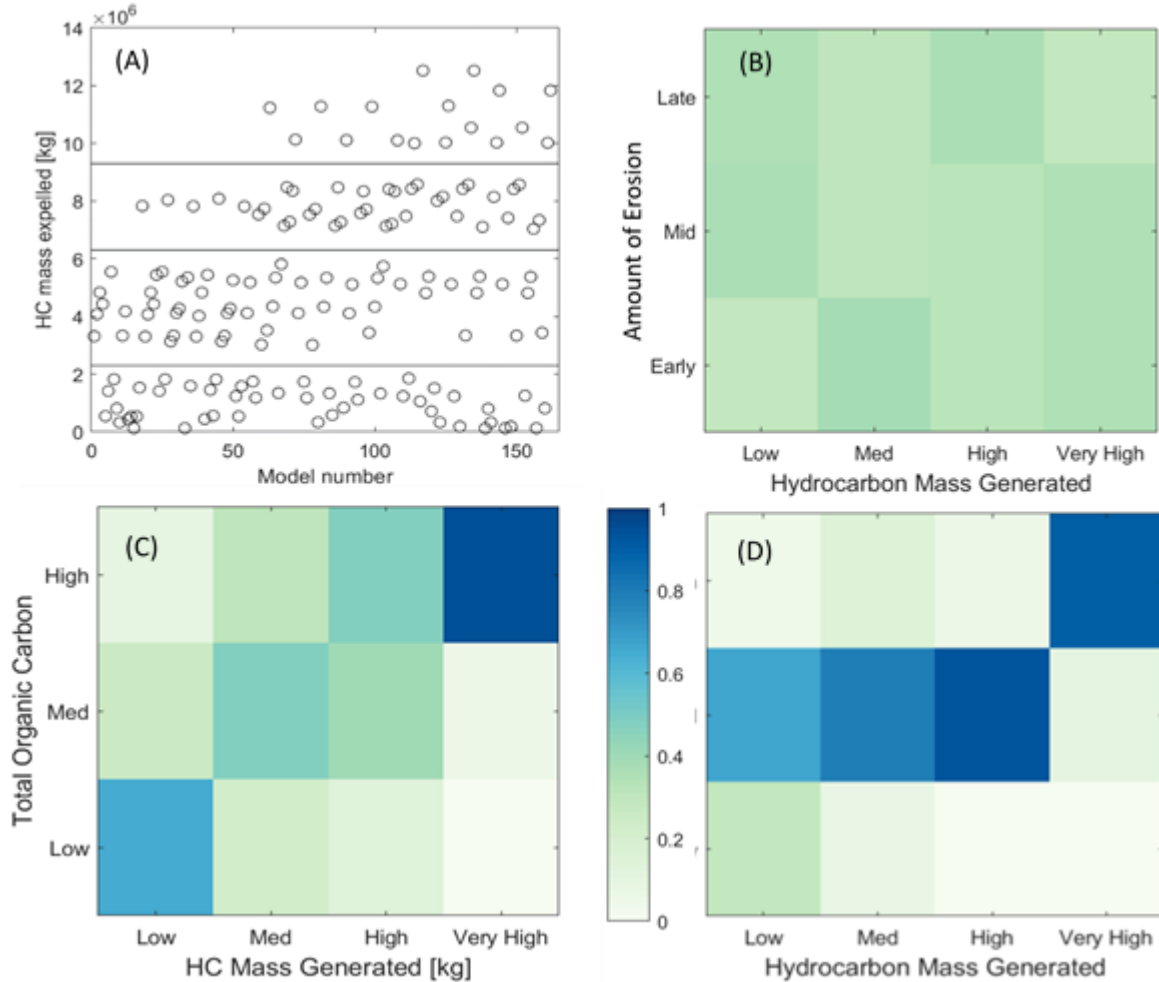 ×10⁶
14
(A)
12
10
8
6
4
2
0
HC mass expelled [kg]
0 50 100 150
Model number
(B)
Late
Mid
Early
Amount of Erosion
Low Med High Very High
Hydrocarbon Mass Generated
(C)
High
Med
Low
Total Organic Carbon
Low Med High Very High
HC Mass Generated [kg]
1
0.8
0.6
0.4
0.2
0
(D)
Low Med High Very High
Hydrocarbon Mass Generated